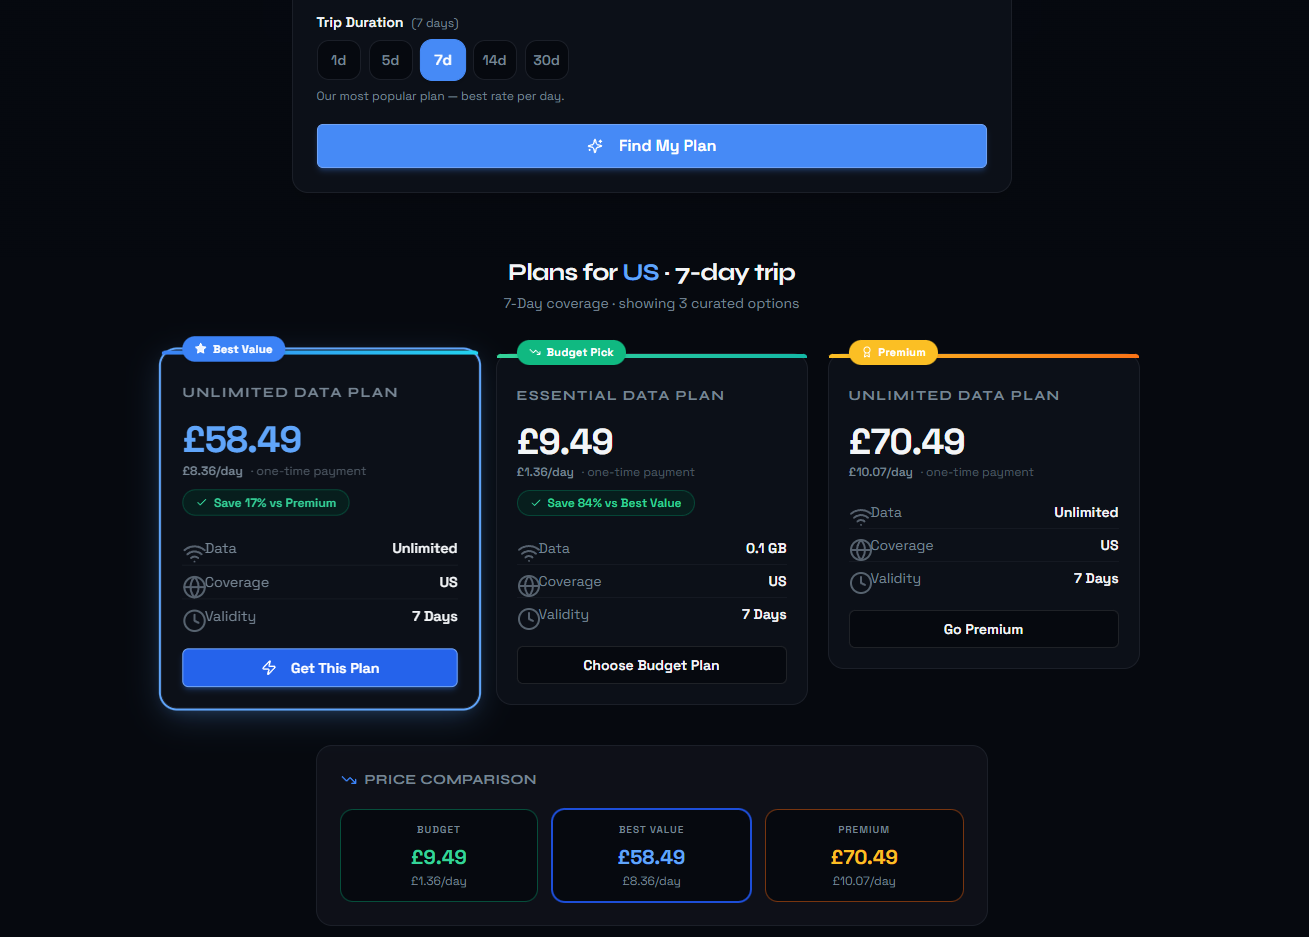 Trip Duration (7 days)
1d 5d 7d 14d 30d
Our most popular plan — best rate per day.
Find My Plan
Plans for US · 7-day trip
7-Day coverage · showing 3 curated options
Best Value
UNLIMITED DATA PLAN
£58.49
£8.36/day · one-time payment
Save 17% vs Premium
Data Unlimited
Coverage US
Validity 7 Days
Get This Plan
Budget Pick
ESSENTIAL DATA PLAN
£9.49
£1.36/day · one-time payment
Save 84% vs Best Value
Data 0.1 GB
Coverage US
Validity 7 Days
Choose Budget Plan
Premium
UNLIMITED DATA PLAN
£70.49
£10.07/day · one-time payment
Data Unlimited
Coverage US
Validity 7 Days
Go Premium
PRICE COMPARISON
BUDGET
£9.49
£1.36/day
BEST VALUE
£58.49
£8.36/day
PREMIUM
£70.49
£10.07/day